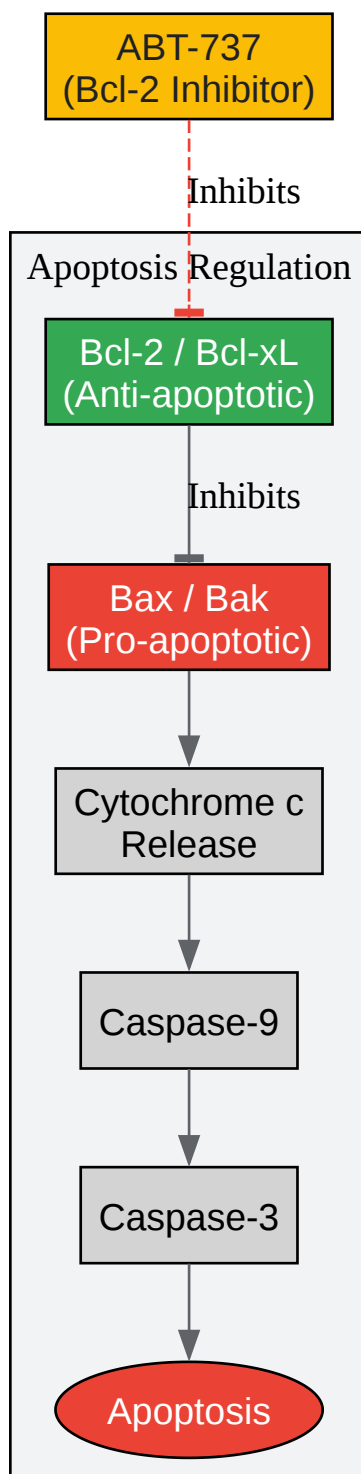 ABT-737
(Bcl-2 Inhibitor)
Inhibits
Apoptosis Regulation
Bcl-2 / Bcl-xL
(Anti-apoptotic)
Inhibits
Bax / Bak
(Pro-apoptotic)
Cytochrome c
Release
Caspase-9
Caspase-3
Apoptosis